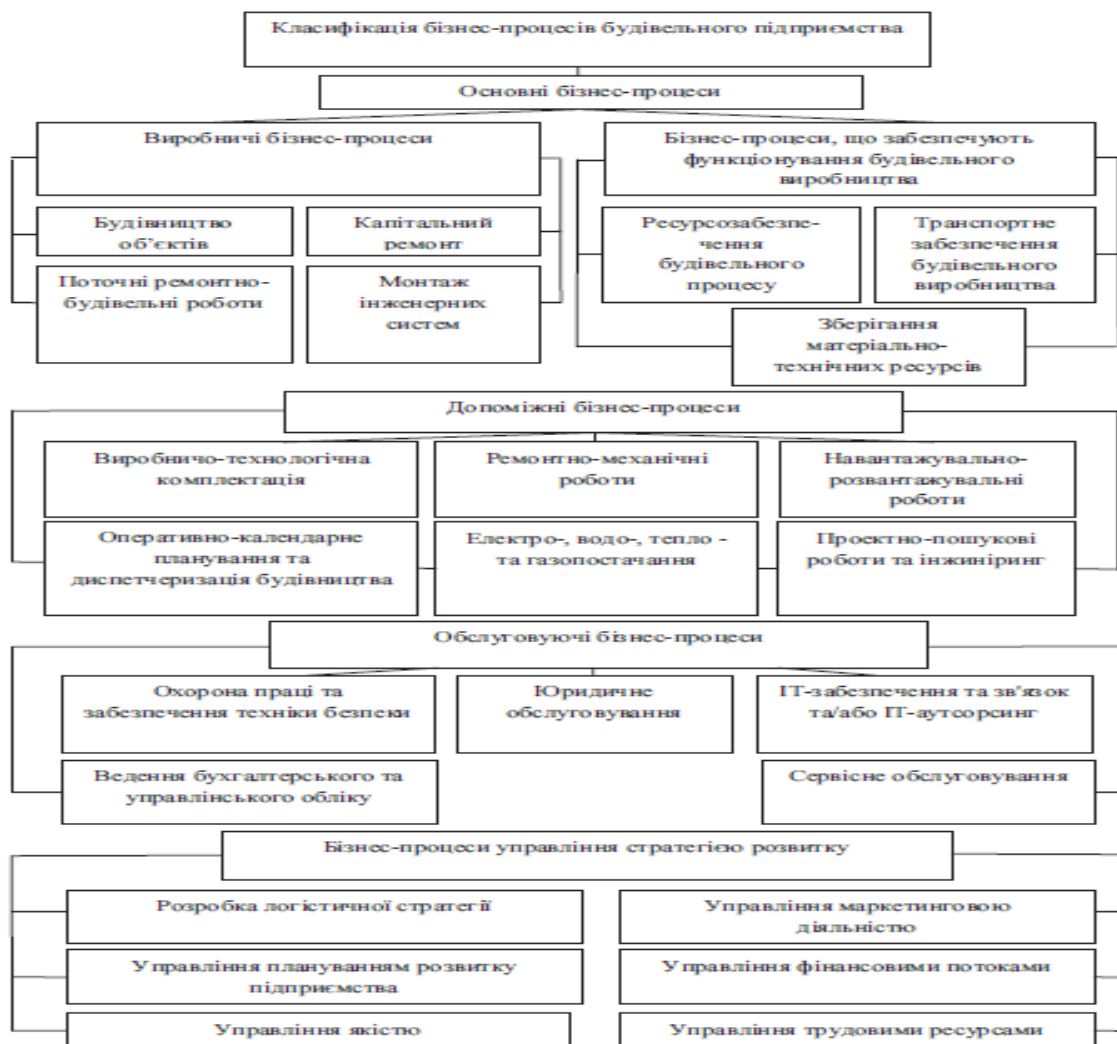 Класифікація бізнес-процесів будівельного підприємства
Основні бізнес-процеси
Виробничі бізнес-процеси
Бізнес-процеси, що забезпечують
функціонування будівельного
виробництва
Будівництво
об’єктів
Капітальний
ремонт
Ресурсозабезпе-
чення
будівельного
процесу
Транспортне
забезпечення
будівельного
виробництва
Поточні ремонтно-
будівельні роботи
Монтаж
інженерних
систем
Зберігання
матеріально-
технічних ресурсів
Допоміжні бізнес-процеси
Виробничо-технологічна
комплектація
Ремонтно-механічні
роботи
Навантажувально-
розвантажувальні
роботи
Оперативно-календарне
планування та
диспетчеризація будівництва
Електро-, водо-, тепло -
та газопостачання
Проектно-пошукові
роботи та інжиніринг
Обслуговуючі бізнес-процеси
Охорона праці та
забезпечення техніки безпеки
Юридичне
обслуговування
ІТ-забезпечення та зв'язок
та/або ІТ-аутсорсинг
Ведення бухгалтерського та
управлінського обліку
Сервісне обслуговування
Бізнес-процеси управління стратегією розвитку
Розробка логістичної стратегії
Управління маркетинговою
діяльністю
Управління плануванням розвитку
підприємства
Управління фінансовими потоками
Управління якістю
Управління трудовими ресурсами